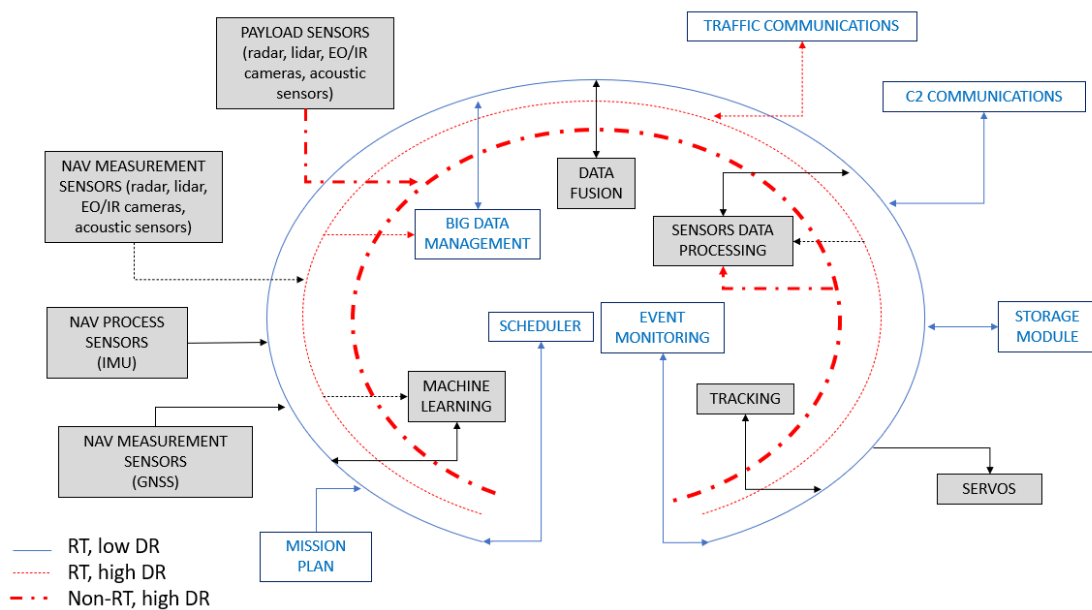 PAYLOAD SENSORS
(radar, lidar, EO/IR
cameras, acoustic
sensors)
TRAFFIC COMMUNICATIONS
C2 COMMUNICATIONS
NAV MEASUREMENT
SENSORS (radar, lidar,
EO/IR cameras,
acoustic sensors)
DATA
FUSION
BIG DATA
MANAGEMENT
SENSORS DATA
PROCESSING
NAV PROCESS
SENSORS
(IMU)
SCHEDULER
EVENT
MONITORING
STORAGE
MODULE
MACHINE
LEARNING
TRACKING
NAV MEASUREMENT
SENSORS
(GNSS)
SERVOS
MISSION
PLAN
RT, low DR
RT, high DR
Non-RT, high DR